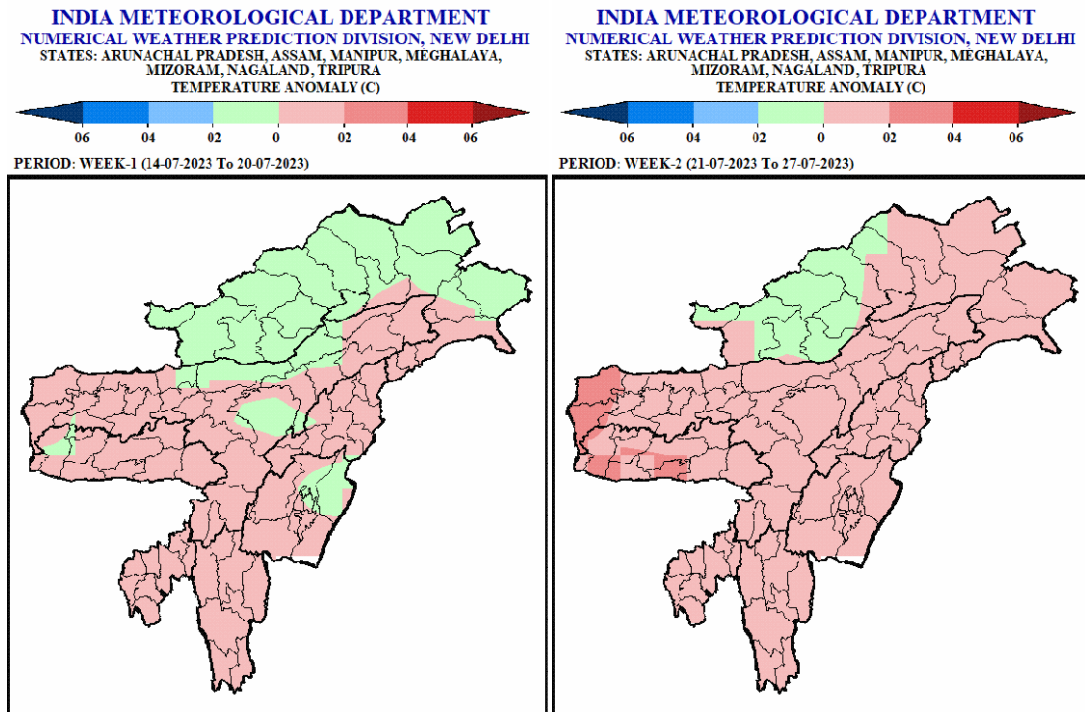 INDIA METEOROLOGICAL DEPARTMENT
NUMERICAL WEATHER PREDICTION DIVISION, NEW DELHI
STATES: ARUNACHAL PRADESH, ASSAM, MANIPUR, MEGHALAYA,
MIZORAM, NAGALAND, TRIPURA
TEMPERATURE ANOMALY (C)
06 04 02 0 02 04 06
PERIOD: WEEK-1 (14-07-2023 To 20-07-2023)
INDIA METEOROLOGICAL DEPARTMENT
NUMERICAL WEATHER PREDICTION DIVISION, NEW DELHI
STATES: ARUNACHAL PRADESH, ASSAM, MANIPUR, MEGHALAYA,
MIZORAM, NAGALAND, TRIPURA
TEMPERATURE ANOMALY (C)
06 04 02 0 02 04 06
PERIOD: WEEK-2 (21-07-2023 To 27-07-2023)